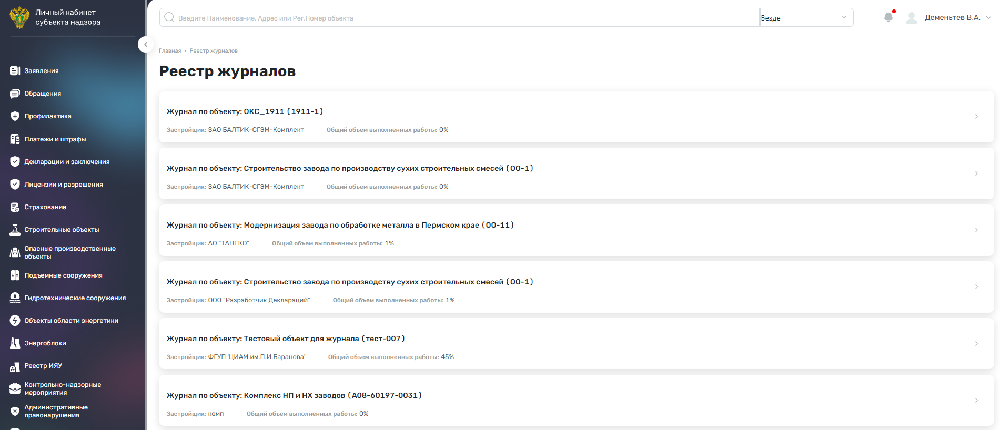 Личный кабинет
субъекта надзора
Заявления
Обращения
Профилактика
Платежи и штрафы
Декларации и заключения
Лицензии и разрешения
Страхование
Строительные объекты
Опасные производственные
объекты
Подъемные сооружения
Гидротехнические сооружения
Объекты области энергетики
Энергоблоки
Реестр ИЯУ
Контрольно-надзорные
мероприятия
Административные
правонарушения
Введите Наименование, Адрес или Рег.Номер объекта
Везде
Деменьтев В.А.
Главная • Реестр журналов
Реестр журналов
Журнал по объекту: ОКС_1911 (1911-1)
Застройщик: ЗАО БАЛТИК-СГЭМ-Комплект Общий объем выполненных работы: 0%
Журнал по объекту: Строительство завода по производству сухих строительных смесей (ОО-1)
Застройщик: ЗАО БАЛТИК-СГЭМ-Комплект Общий объем выполненных работы: 0%
Журнал по объекту: Модернизация завода по обработке металла в Пермском крае (ОО-11)
Застройщик: АО "ТАНЕКО" Общий объем выполненных работы: 1%
Журнал по объекту: Строительство завода по производству сухих строительных смесей (ОО-1)
Застройщик: ООО "Разработчик Деклараций" Общий объем выполненных работы: 1%
Журнал по объекту: Тестовый объект для журнала (тест-007)
Застройщик: ФГУП 'ЦИАМ им.П.И.Баранова' Общий объем выполненных работы: 45%
Журнал по объекту: Комплекс НП и НХ заводов (А08-60197-0031)
Застройщик: комп Общий объем выполненных работы: 0%